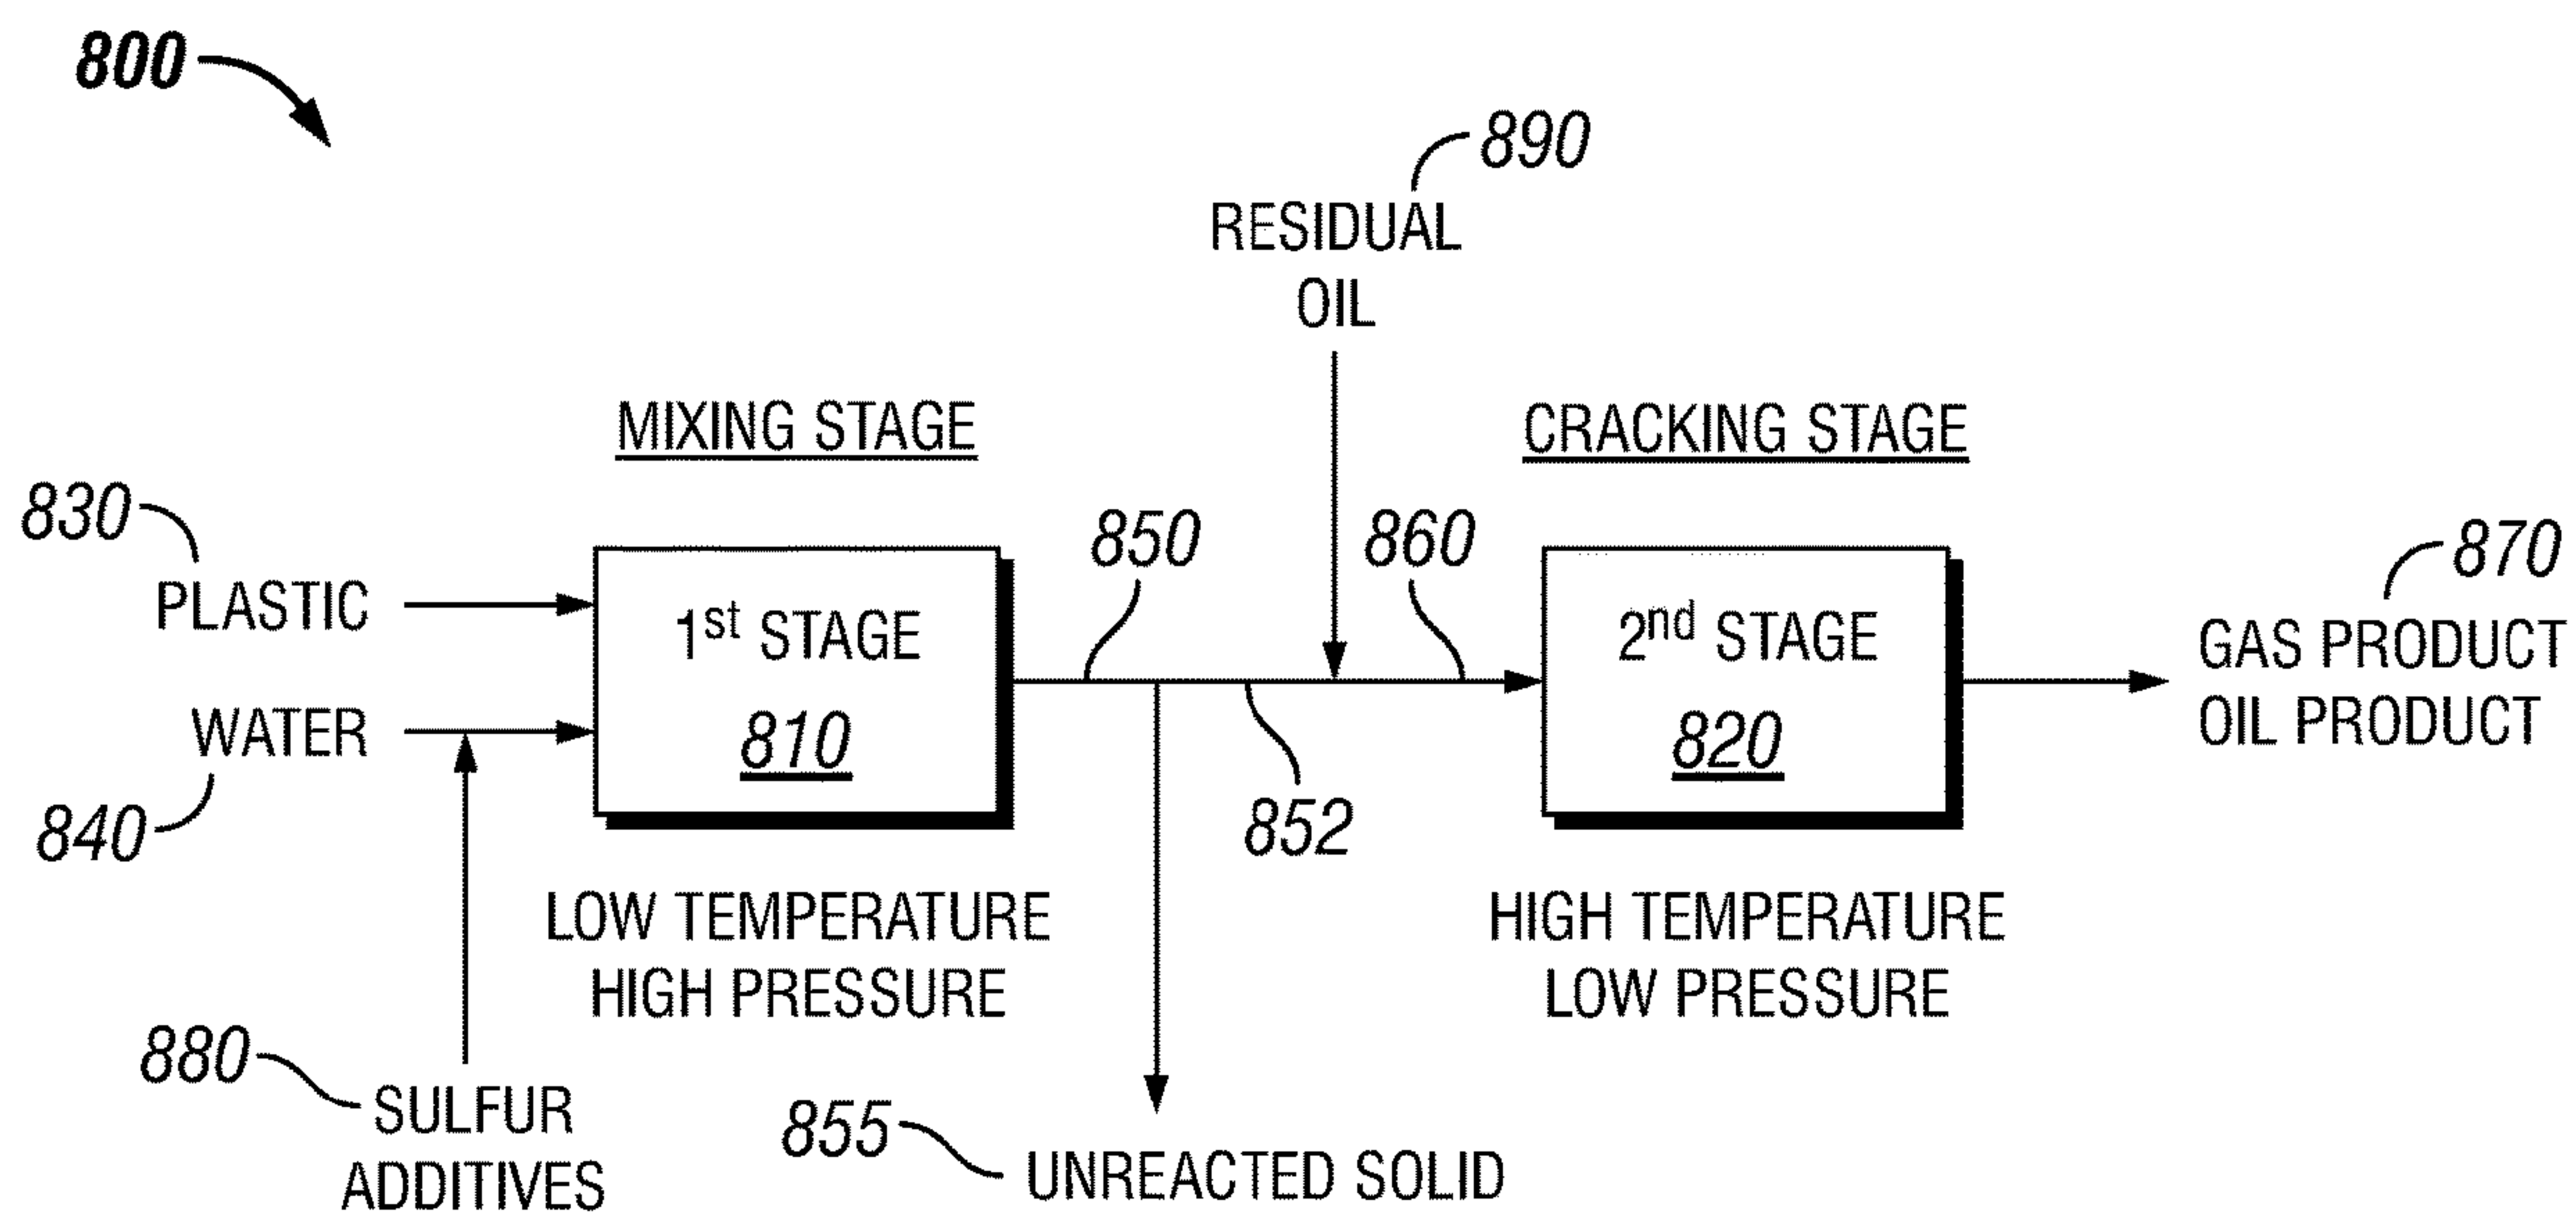 800
890
RESIDUAL
OIL
MIXING STAGE
CRACKING STAGE
830
850
860
870
PLASTIC
1st STAGE
2nd STAGE
GAS PRODUCT
WATER
810
820
OIL PRODUCT
840
852
LOW TEMPERATURE
HIGH PRESSURE
HIGH TEMPERATURE
LOW PRESSURE
880
SULFUR
ADDITIVES
855
UNREACTED SOLID